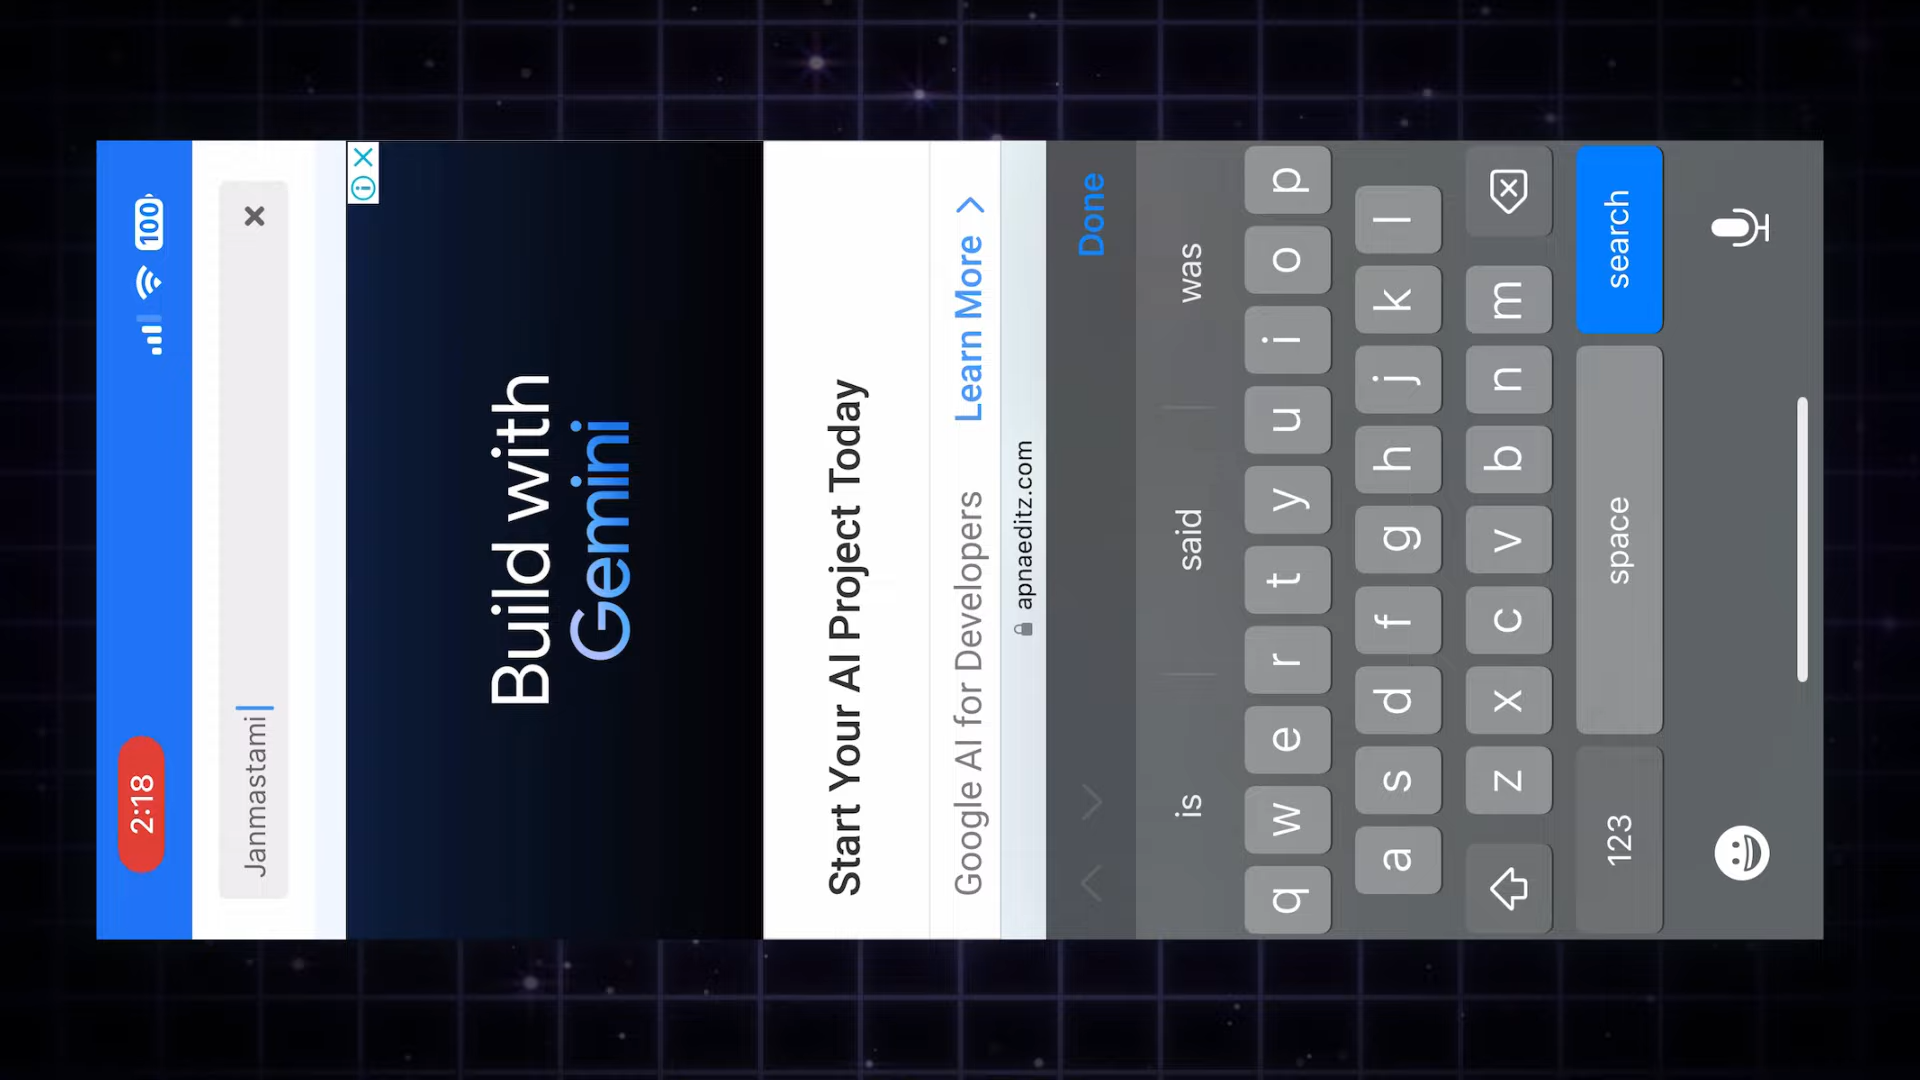 2:18
100
Janmastami
Build with
Gemini
Start Your AI Project Today
Google AI for Developers Learn More
apnaeditz.com
Done
is said was
q w e r t y u i o p
a s d f g h j k l
z x c v b n m
123 space search